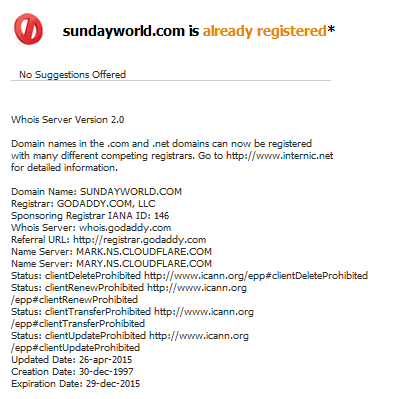 sundayworld.com is already registered*
No Suggestions Offered
Whois Server Version 2.0
Domain names in the .com and .net domains can now be registered
with many different competing registrars. Go to http://www.internic.net
for detailed information.
Domain Name: SUNDAYWORLD.COM
Registrar: GODADDY.COM, LLC
Sponsoring Registrar IANA ID: 146
Whois Server: whois.godaddy.com
Referral URL: http://registrar.godaddy.com
Name Server: MARK.NS.CLOUDFLARE.COM
Name Server: MARY.NS.CLOUDFLARE.COM
Status: clientDeleteProhibited http://www.icann.org/epp#clientDeleteProhibited
Status: clientRenewProhibited http://www.icann.org
/epp#clientRenewProhibited
Status: clientTransferProhibited http://www.icann.org
/epp#clientTransferProhibited
Status: clientUpdateProhibited http://www.icann.org
/epp#clientUpdateProhibited
Updated Date: 26-apr-2015
Creation Date: 30-dec-1997
Expiration Date: 29-dec-2015